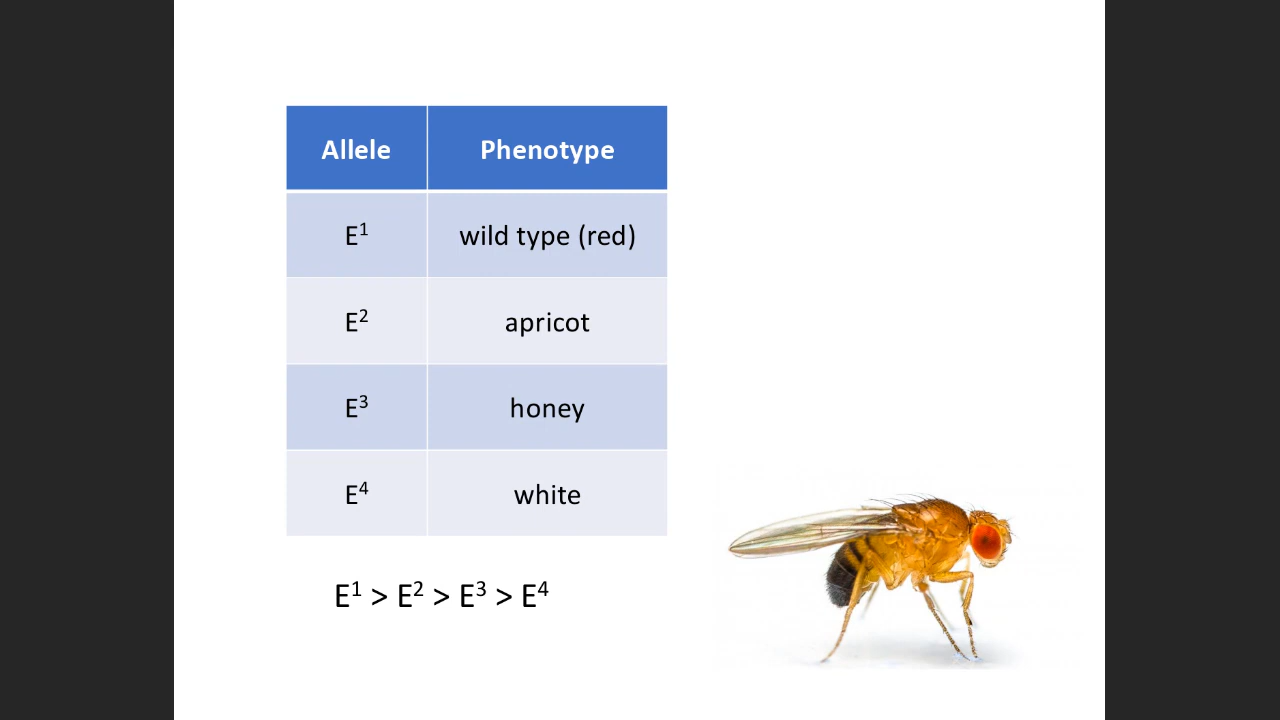 Allele Phenotype
E¹ wild type (red)
E² apricot
E³ honey
E⁴ white
E¹ > E² > E³ > E⁴